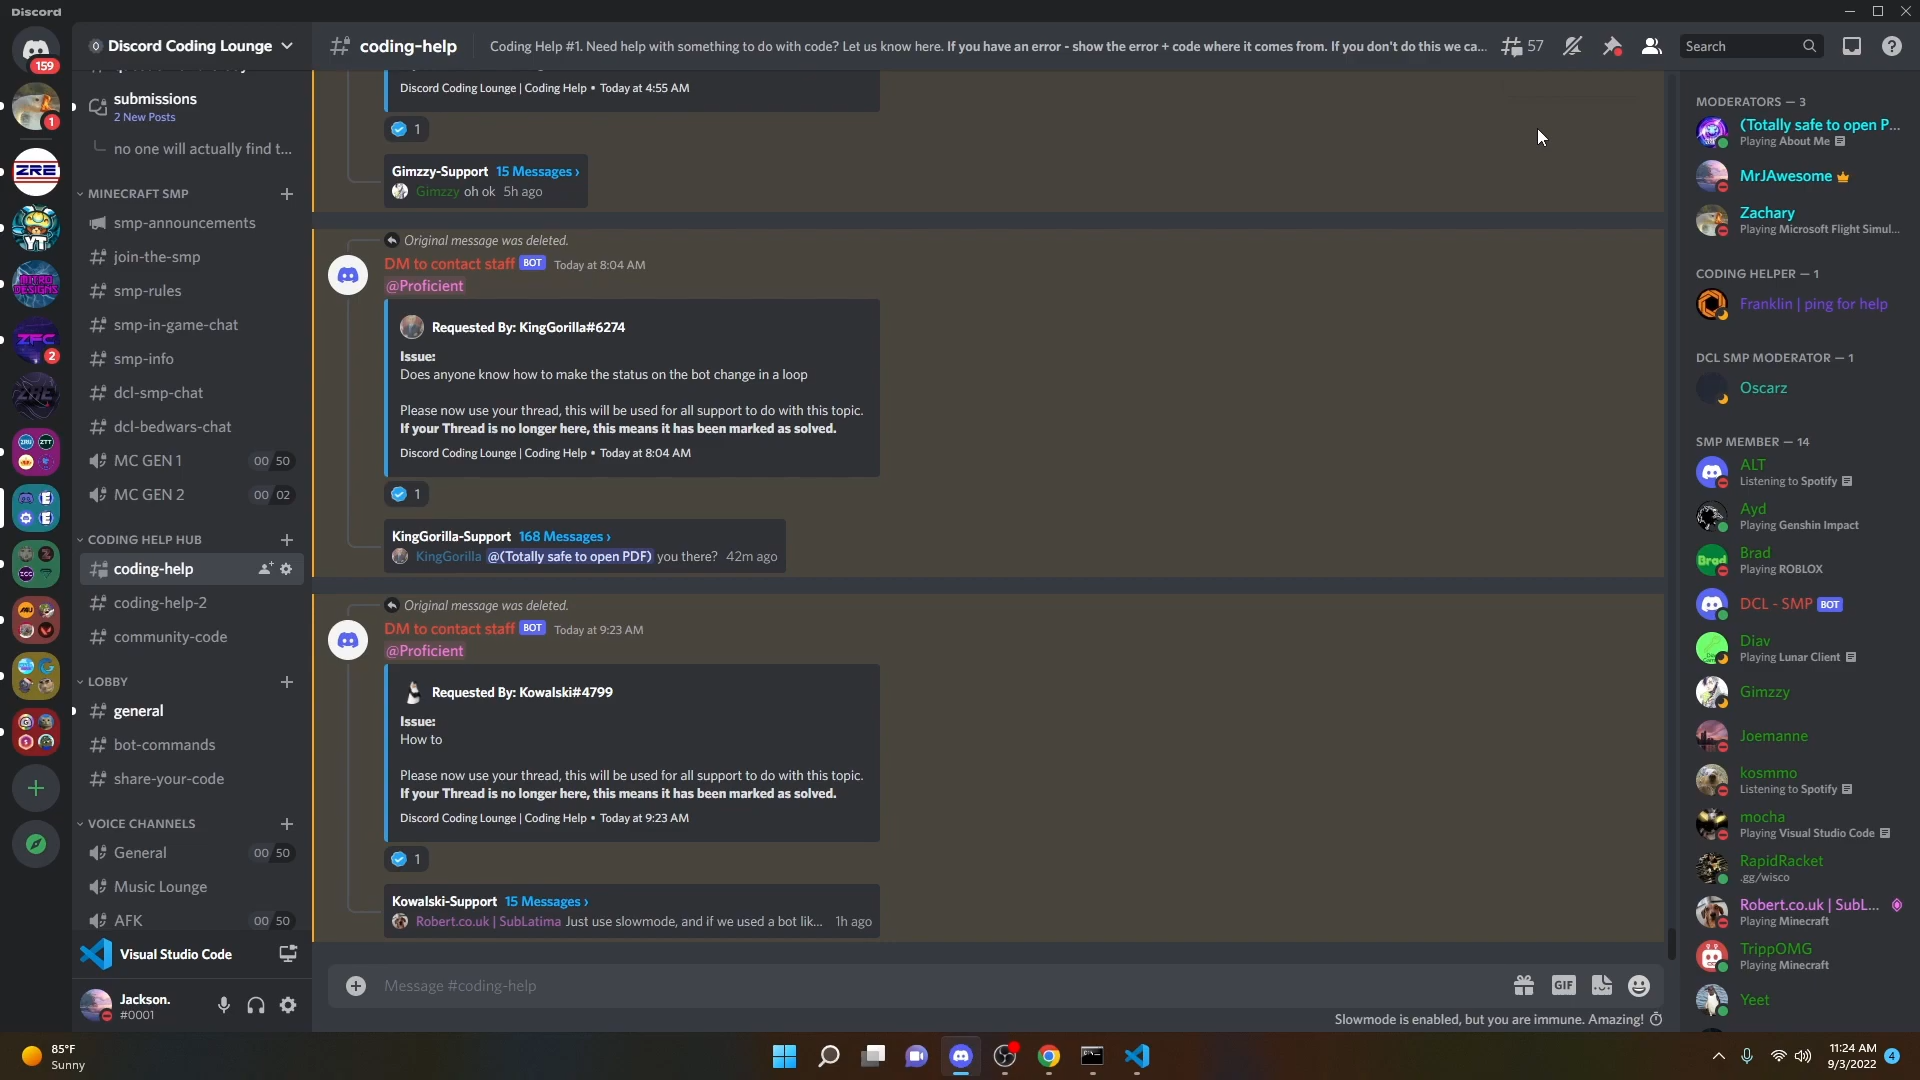 Discord
159
Discord Coding Lounge
coding-help
Coding Help #1. Need help with something to do with code? Let us know here. If you have an error - show the error + code where it comes from. If you don't do this we ca...
57
Search
submissions
2 New Posts
no one will actually find t...
MINECRAFT SMP
smp-announcements
join-the-smp
smp-rules
smp-in-game-chat
smp-info
dcl-smp-chat
dcl-bedwars-chat
MC GEN 1
00 50
MC GEN 2
00 02
CODING HELP HUB
coding-help
coding-help-2
community-code
LOBBY
general
bot-commands
share-your-code
VOICE CHANNELS
General
00 50
Music Lounge
AFK
00 50
Visual Studio Code
Jackson.
#0001
1
ZRE
YT
NITRO DESIGNS
ZFC
2
ZRE
Discord Coding Lounge | Coding Help • Today at 4:55 AM
1
Gimzzy-Support 15 Messages ›
Gimzzy oh ok 5h ago
Original message was deleted.
DM to contact staff BOT Today at 8:04 AM
@Proficient
Requested By: KingGorilla#6274
Issue:
Does anyone know how to make the status on the bot change in a loop
Please now use your thread, this will be used for all support to do with this topic.
If your Thread is no longer here, this means it has been marked as solved.
Discord Coding Lounge | Coding Help • Today at 8:04 AM
1
KingGorilla-Support 168 Messages ›
KingGorilla @(Totally safe to open PDF) you there? 42m ago
Original message was deleted.
DM to contact staff BOT Today at 9:23 AM
@Proficient
Requested By: Kowalski#4799
Issue:
How to
Please now use your thread, this will be used for all support to do with this topic.
If your Thread is no longer here, this means it has been marked as solved.
Discord Coding Lounge | Coding Help • Today at 9:23 AM
1
Kowalski-Support 15 Messages ›
Robert.co.uk | SubLatima Just use slowmode, and if we used a bot lik... 1h ago
Message #coding-help
GIF
Slowmode is enabled, but you are immune. Amazing!
MODERATORS — 3
(Totally safe to open P...
Playing About Me
MrJAwesome
Zachary
Playing Microsoft Flight Simul...
CODING HELPER — 1
Franklin | ping for help
DCL SMP MODERATOR — 1
Oscarz
SMP MEMBER — 14
ALT
Listening to Spotify
Ayd
Playing Genshin Impact
Brad
Playing ROBLOX
DCL - SMP BOT
Diav
Playing Lunar Client
Gimzzy
Joemanne
kosmmo
Listening to Spotify
mocha
Playing Visual Studio Code
RapidRacket
.gg/wisco
Robert.co.uk | SubL...
Playing Minecraft
TrippOMG
Playing Minecraft
Yeet
85°F
Sunny
11:24 AM
9/3/2022
4